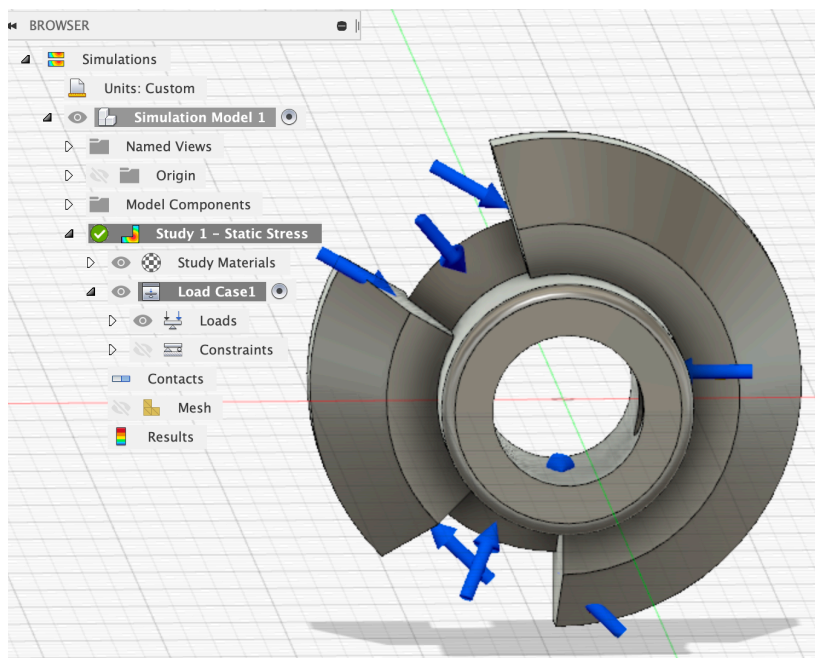 BROWSER
Simulations
Units: Custom
Simulation Model 1
Named Views
Origin
Model Components
Study 1 - Static Stress
Study Materials
Load Case1
Loads
Constraints
Contacts
Mesh
Results